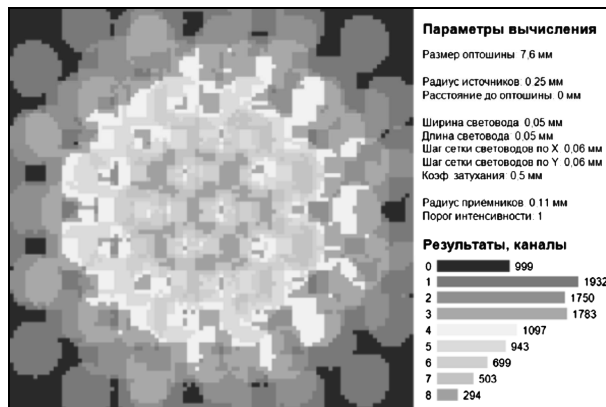 Параметры вычисления
Размер оптошины: 7,6 мм
Радиус источников: 0.25 мм
Расстояние до оптошины: 0 мм
Ширина световода: 0,05 мм
Длина световода: 0,05 мм
Шаг сетки световодов по X: 0,06 мм
Шаг сетки световодов по Y: 0,06 мм
Коэф. затухания: 0.5 мм
Радиус приёмников: 0.11 мм
Порог интенсивности: 1
Результаты, каналы
0 999
1 1932
2 1750
3 1783
4 1097
5 943
6 699
7 503
8 294